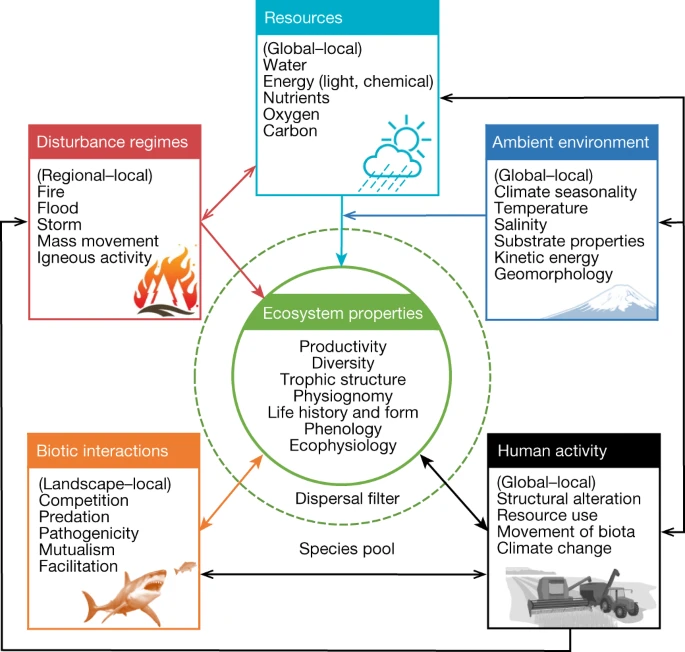 Resources
(Global–local)
Water
Energy (light, chemical)
Nutrients
Oxygen
Carbon
Disturbance regimes
(Regional–local)
Fire
Flood
Storm
Mass movement
Igneous activity
Ambient environment
(Global–local)
Climate seasonality
Temperature
Salinity
Substrate properties
Kinetic energy
Geomorphology
Ecosystem properties
Productivity
Diversity
Trophic structure
Physiognomy
Life history and form
Phenology
Ecophysiology
Biotic interactions
(Landscape–local)
Competition
Predation
Pathogenicity
Mutualism
Facilitation
Dispersal filter
Species pool
Human activity
(Global–local)
Structural alteration
Resource use
Movement of biota
Climate change